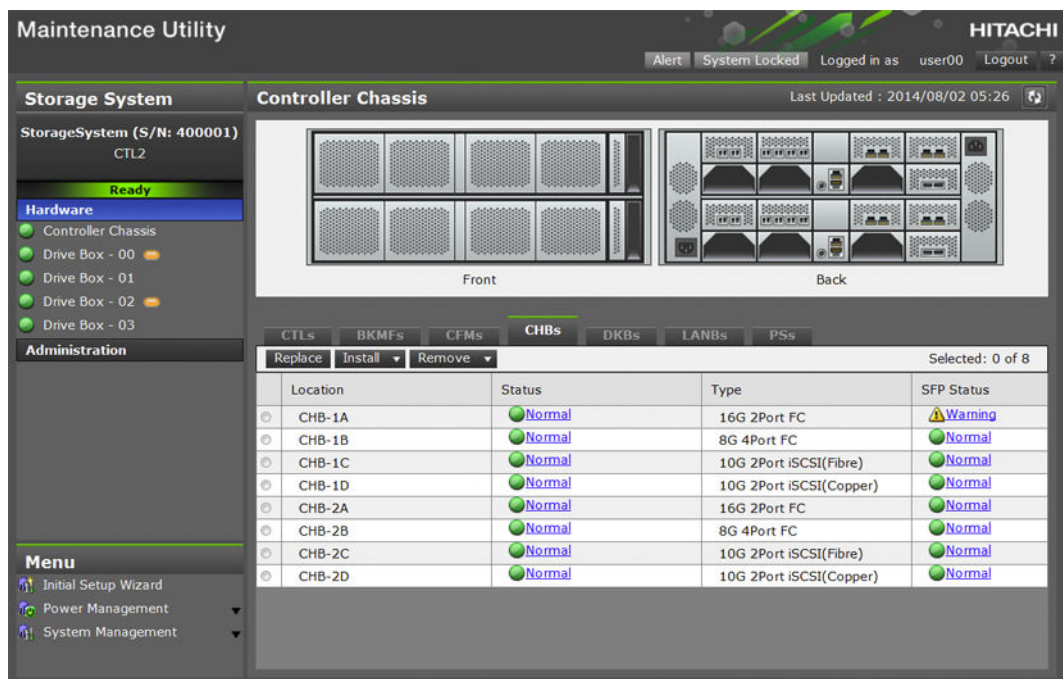 Maintenance Utility
HITACHI
Alert System Locked Logged in as user00 Logout ?
Storage System
StorageSystem (S/N: 400001)
CTL2
Ready
Hardware
Controller Chassis
Drive Box - 00
Drive Box - 01
Drive Box - 02
Drive Box - 03
Administration
Menu
Initial Setup Wizard
Power Management
System Management
Controller Chassis
Last Updated : 2014/08/02 05:26
Front
Back
CTLs BKMFs CFMs CHBs DKBs LANBs PSs
Replace Install Remove Selected: 0 of 8
Location Status Type SFP Status
CHB-1A Normal 16G 2Port FC Warning
CHB-1B Normal 8G 4Port FC Normal
CHB-1C Normal 10G 2Port iSCSI(Fibre) Normal
CHB-1D Normal 10G 2Port iSCSI(Copper) Normal
CHB-2A Normal 16G 2Port FC Normal
CHB-2B Normal 8G 4Port FC Normal
CHB-2C Normal 10G 2Port iSCSI(Fibre) Normal
CHB-2D Normal 10G 2Port iSCSI(Copper) Normal